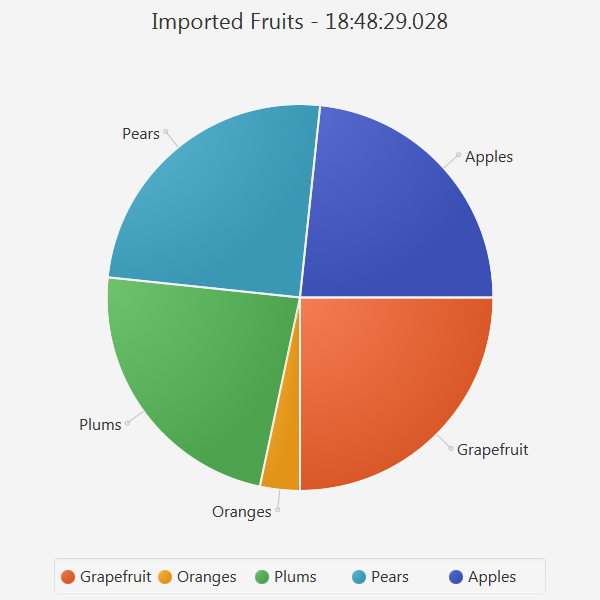 Imported Fruits - 18:48:29.028
Pears
Apples
Plums
Grapefruit
Oranges
Grapefruit Oranges Plums Pears Apples